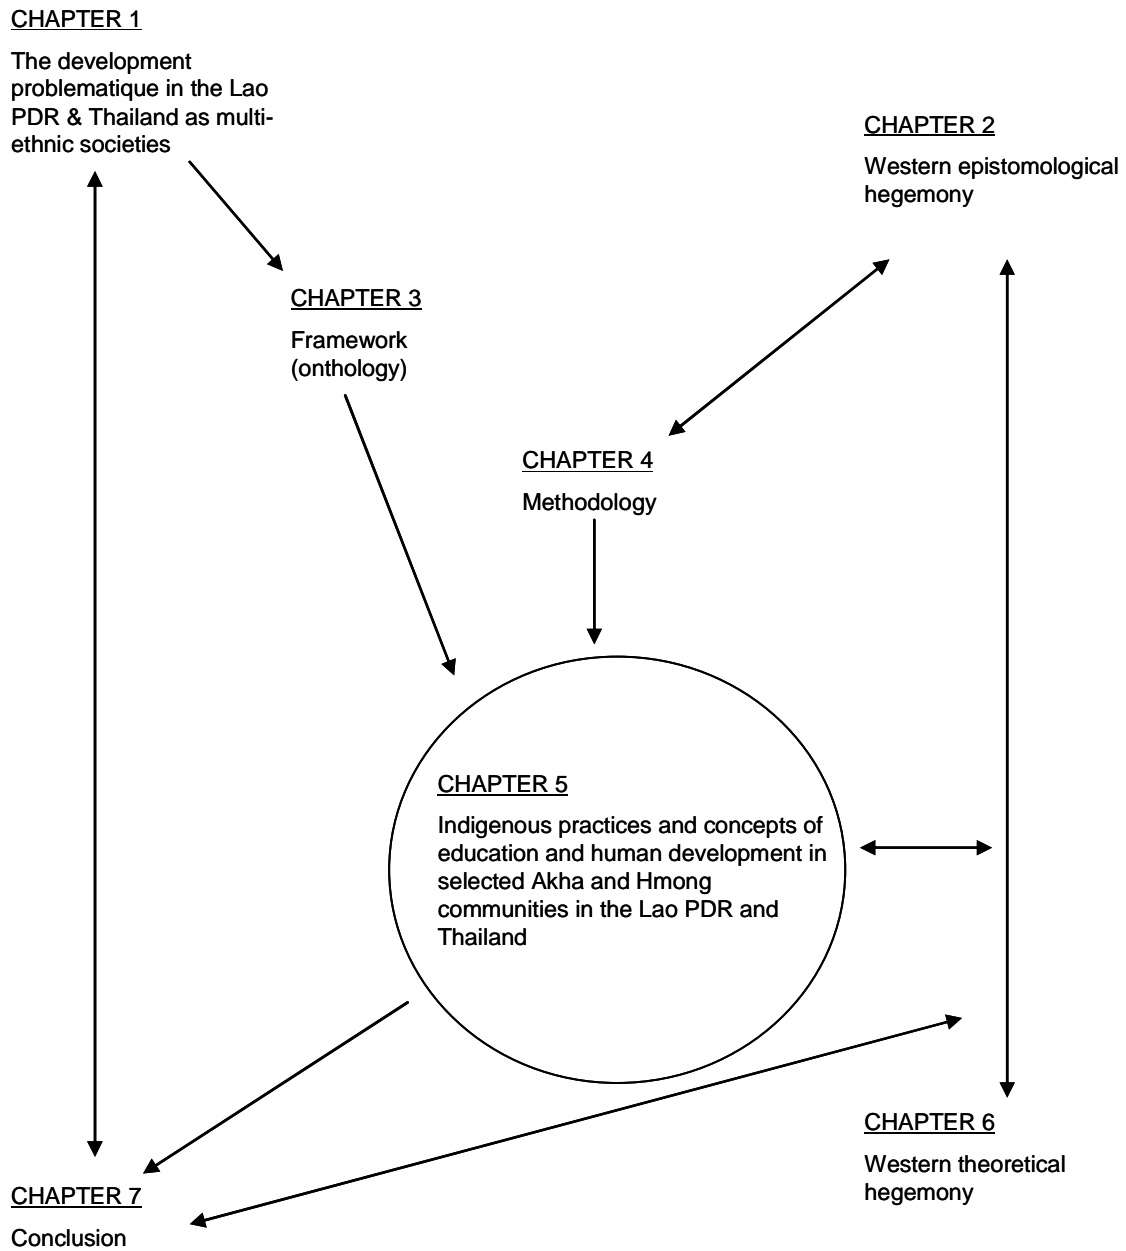 CHAPTER 1
The development
problematique in the Lao
PDR & Thailand as multi-
ethnic societies
CHAPTER 2
Western epistomological
hegemony
CHAPTER 3
Framework
(onthology)
CHAPTER 4
Methodology
CHAPTER 5
Indigenous practices and concepts of
education and human development in
selected Akha and Hmong
communities in the Lao PDR and
Thailand
CHAPTER 6
Western theoretical
hegemony
CHAPTER 7
Conclusion